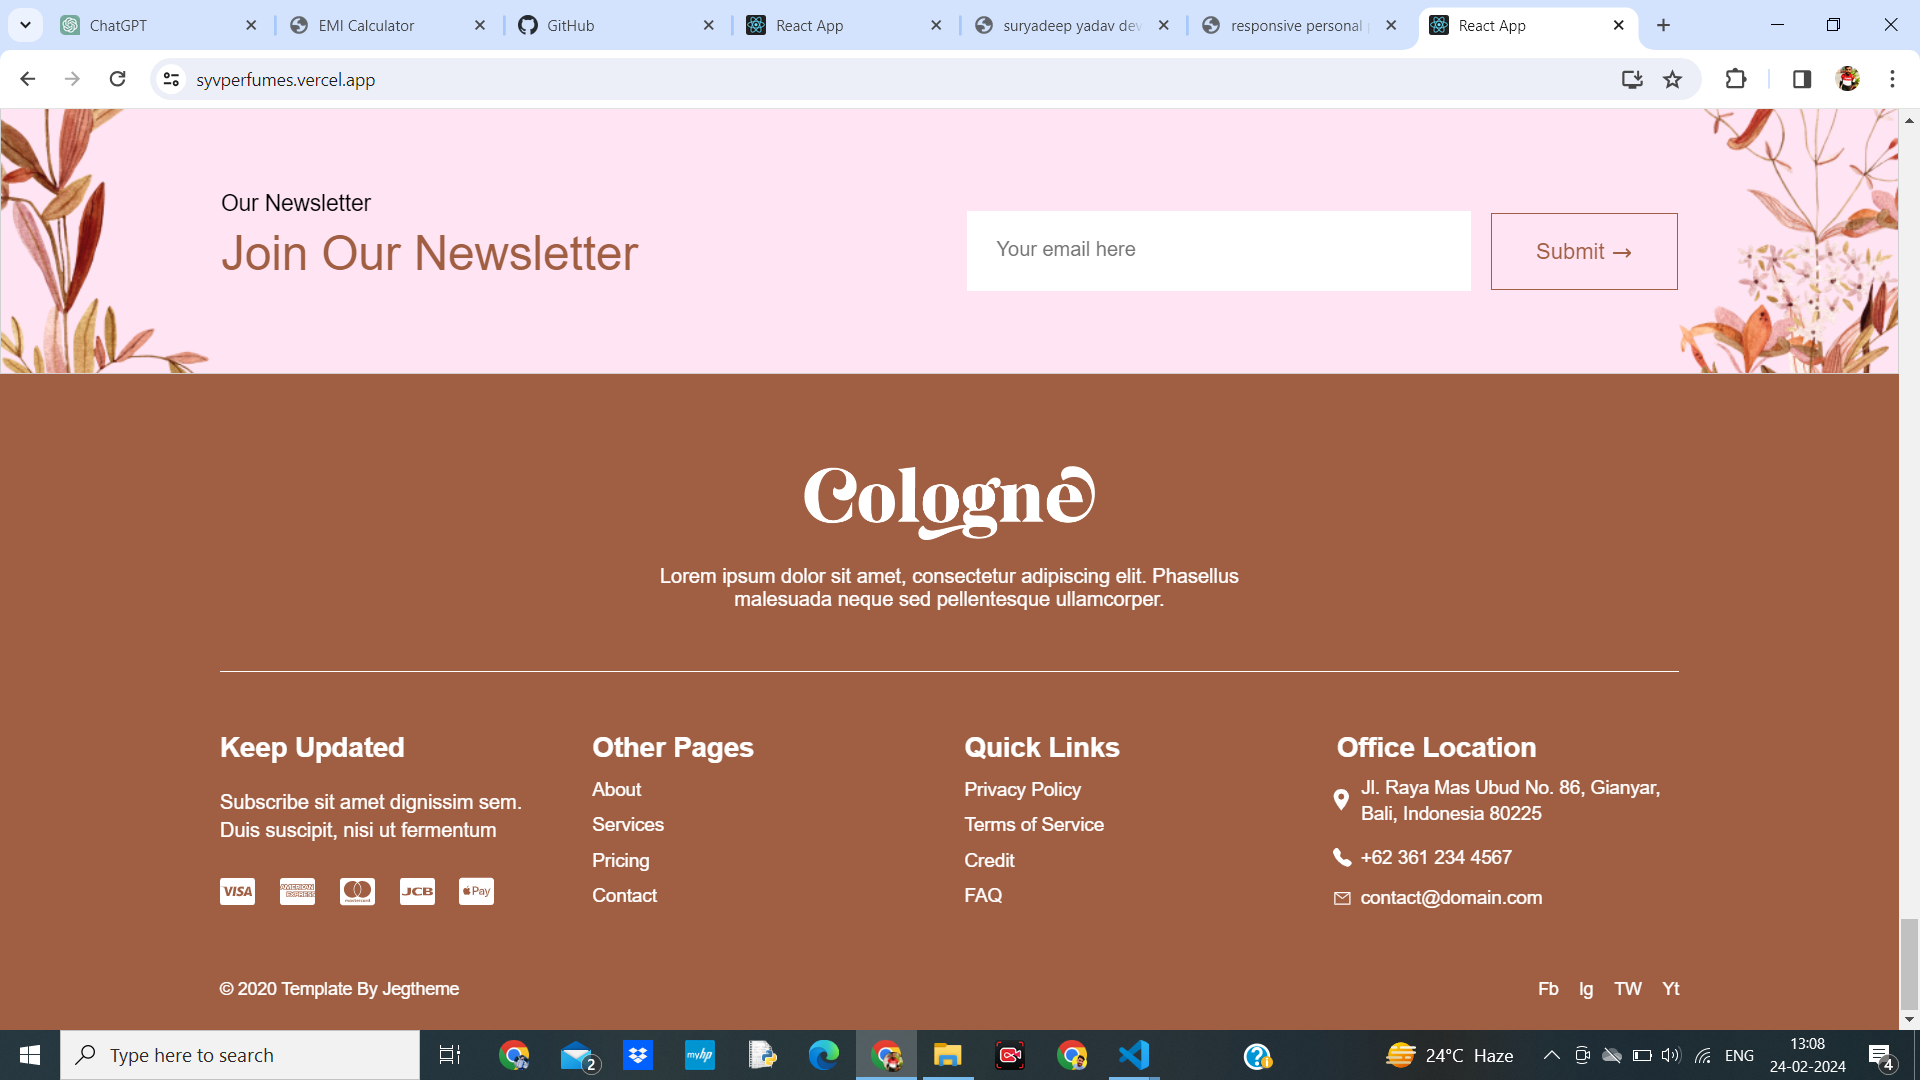 ChatGPT
EMI Calculator
GitHub
React App
suryadeep yadav dev
responsive personal
React App
syvperfumes.vercel.app
Our Newsletter
Join Our Newsletter
Your email here
Submit →
Cologne
Lorem ipsum dolor sit amet, consectetur adipiscing elit. Phasellus
malesuada neque sed pellentesque ullamcorper.
Keep Updated
Subscribe sit amet dignissim sem.
Duis suscipit, nisi ut fermentum
VISA
AMERICAN EXPRESS
mastercard
JCB
Pay
Other Pages
About
Services
Pricing
Contact
Quick Links
Privacy Policy
Terms of Service
Credit
FAQ
Office Location
Jl. Raya Mas Ubud No. 86, Gianyar,
Bali, Indonesia 80225
+62 361 234 4567
contact@domain.com
© 2020 Template By Jegtheme
Fb Ig TW Yt
Type here to search
2
myhp
24°C Haze
ENG
13:08
24-02-2024
4